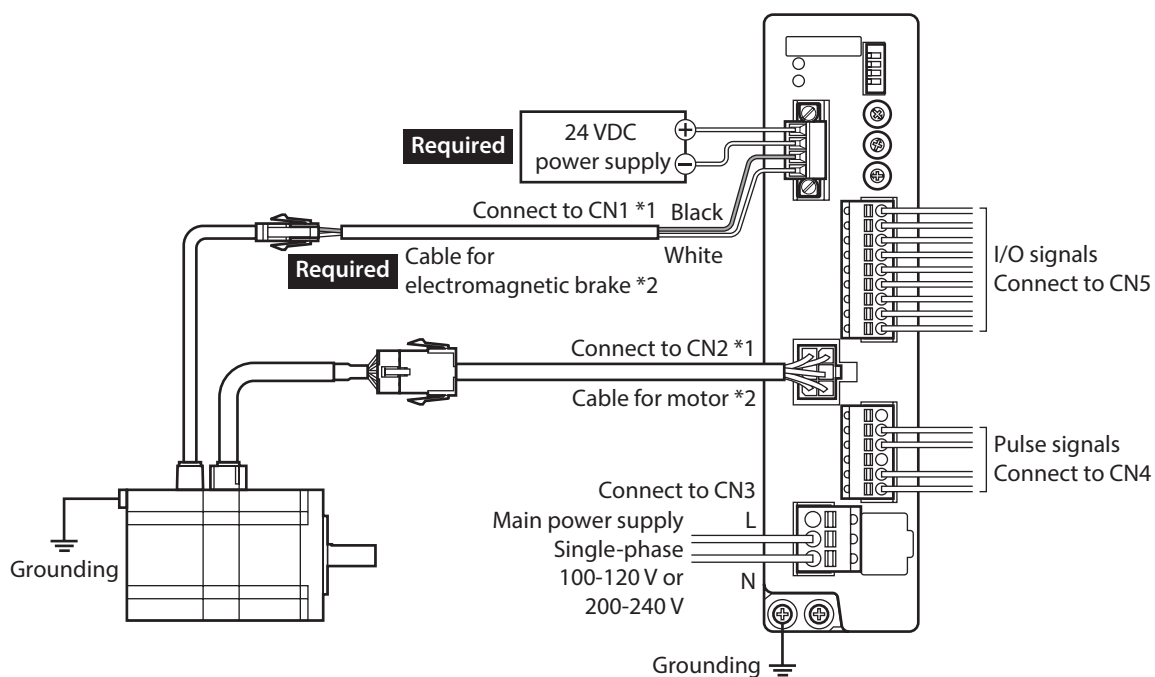 Required
24 VDC
power supply
+
−
Connect to CN1 *1
Black
Required
Cable for
electromagnetic brake *2
White
I/O signals
Connect to CN5
Connect to CN2 *1
Cable for motor *2
Pulse signals
Connect to CN4
Connect to CN3
Main power supply
L
Single-phase
100-120 V or
200-240 V
N
Grounding
Grounding